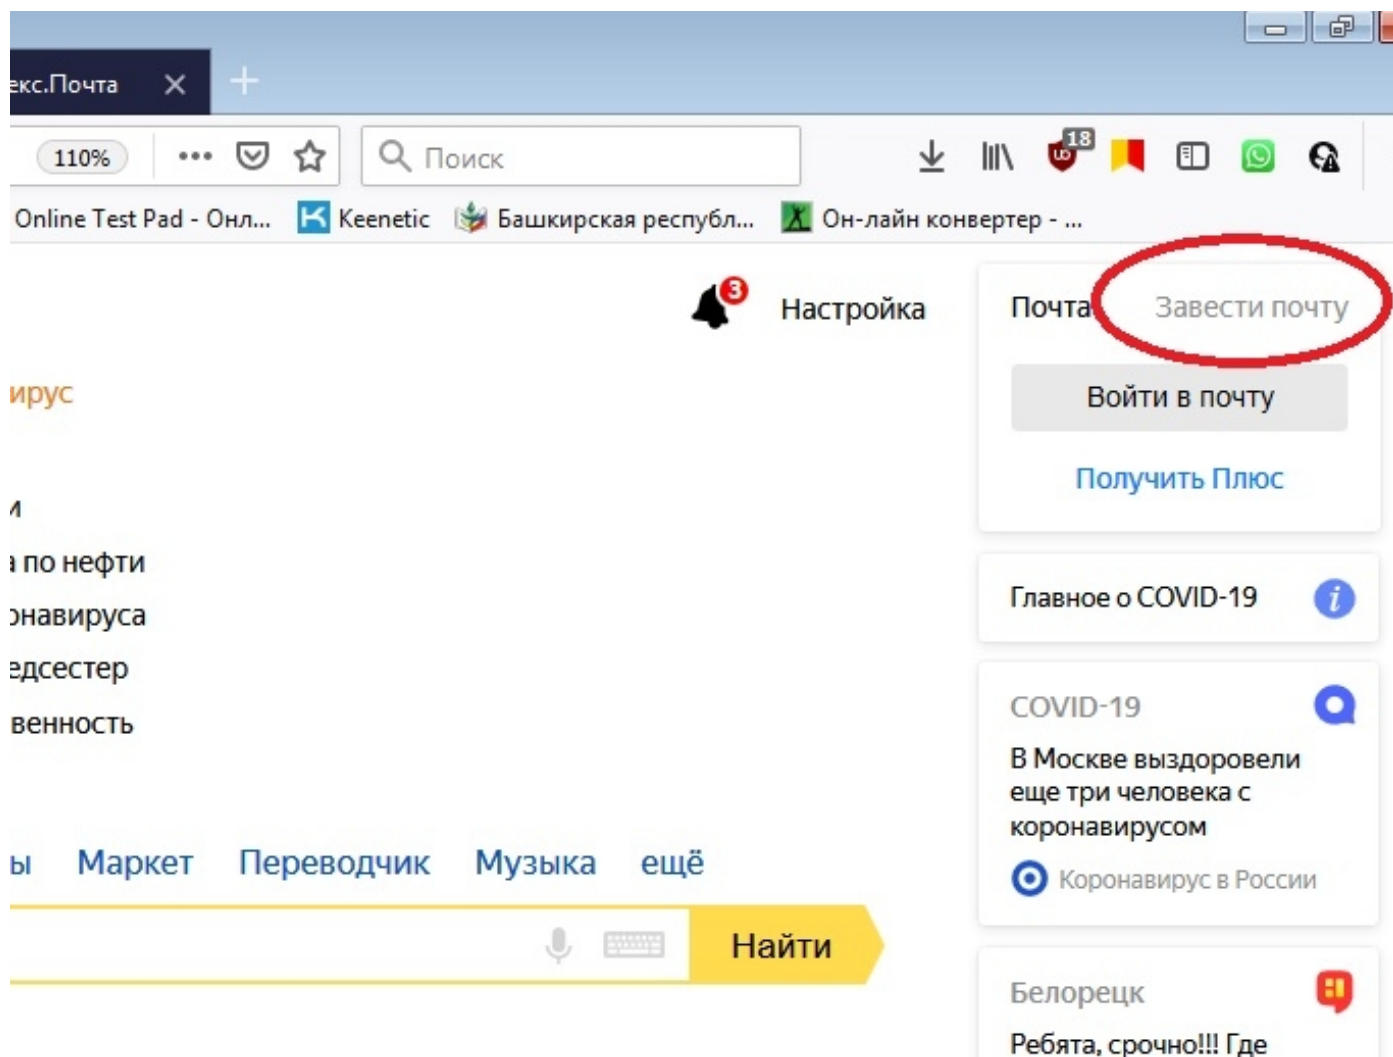 екс.Почта
110%
Поиск
18
Online Test Pad - Онл...
Keenetic
Башкирская республ...
Он-лайн конвертер - ...
3
Настройка
Почта
Завести почту
Войти в почту
Получить Плюс
ирус
и
а по нефти
онавируса
едсестер
венность
Главное о COVID-19
COVID-19
В Москве выздоровели
еще три человека с
коронавирусом
Коронавирус в России
ы
Маркет
Переводчик
Музыка
ещё
Найти
Белорецк
Ребята, срочно!!! Где